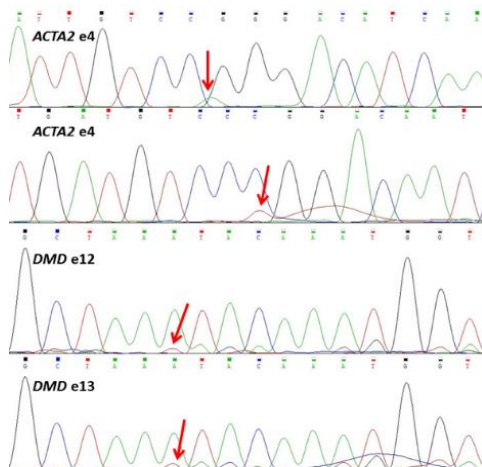 A T T G T C C G G G A C A T C A A
ACTA2 e4
T G A T G T C C C G G A C A A T
ACTA2 e4
G C T A A A T A C A A A T G G T
DMD e12
G C T A A A T A C A A A T G G T
DMD e13